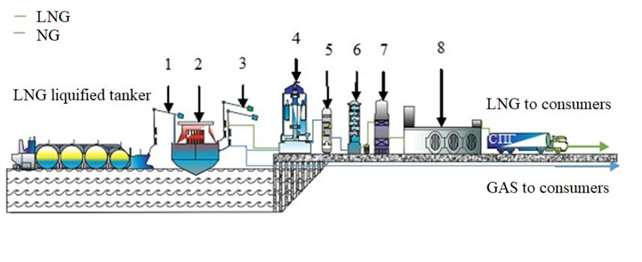 LNG
NG
LNG liquified tanker
1
2
3
4
5
6
7
8
LNG to consumers
СПГ
GAS to consumers